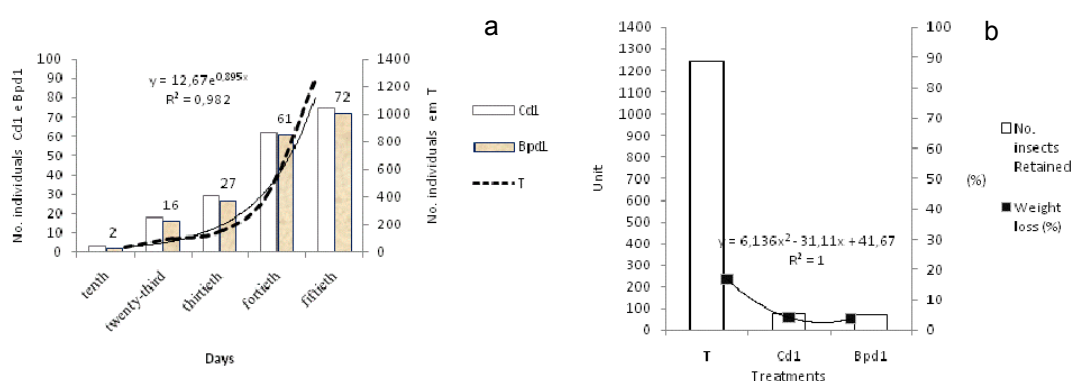 a
No. individuals Cd1 e Bpd1
100
90
80
70
60
50
40
30
20
10
0
y = 12,67e^0,895x
R² = 0,982
2
16
27
61
72
1400
1200
1000
800
600
400
200
0
No. individuals em T
tenth
twenty-third
thirtieth
fortieth
fiftieth
Days
Cd1
Bpd1
T
b
Unit
1400
1300
1200
1100
1000
900
800
700
600
500
400
300
200
100
0
y = 6,136x² - 31,11x + 41,67
R² = 1
100
90
80
70
60
50
40
30
20
10
0
(%)
T
Cd1
Bpd1
Treatments
No.
insects
Retained
Weight
loss (%)